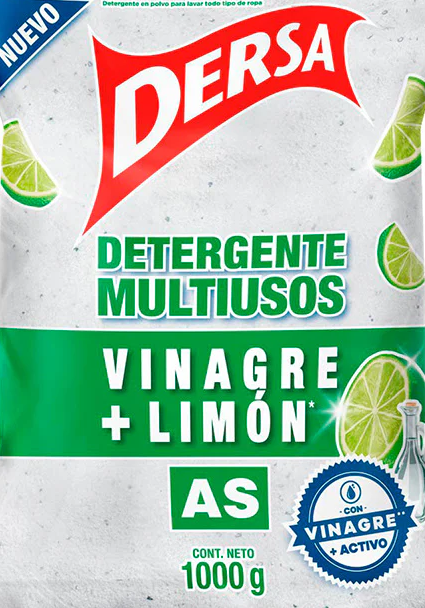 Detergente en polvo para lavar todo tipo de ropa
NUEVO
DERSA
DETERGENTE
MULTIUSOS
VINAGRE
+ LIMÓN*
AS
CONT. NETO
1000 g
- CON -
VINAGRE**
+ ACTIVO